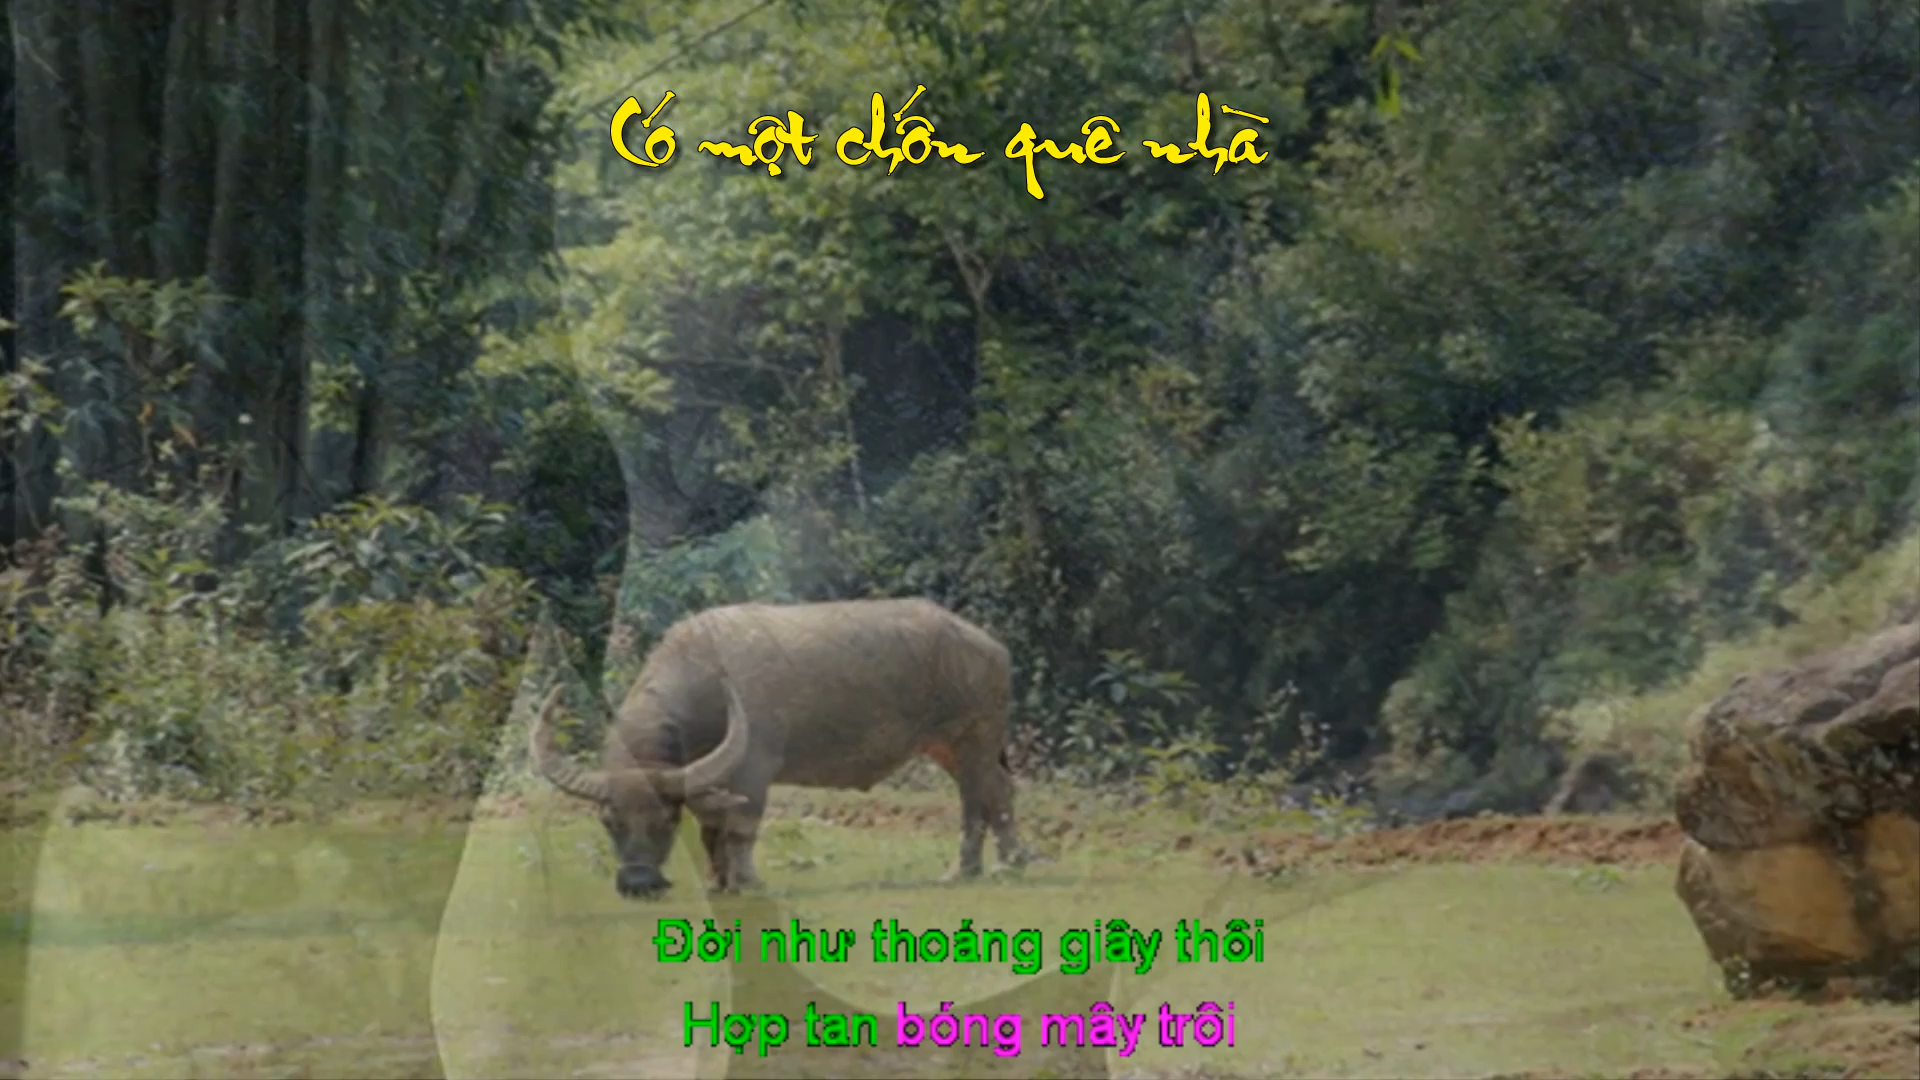 Có một chốn quê nhà
Đời như thoáng giây thôi
Hợp tan bóng mây trôi